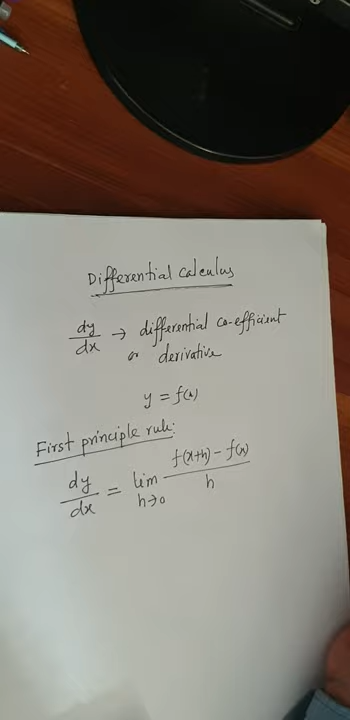 Differential Calculus
dy/dx → differential co-efficient
or derivative
y = f(x)
First principle rule:
dy/dx = lim h→0 f(x+h) - f(x) / h